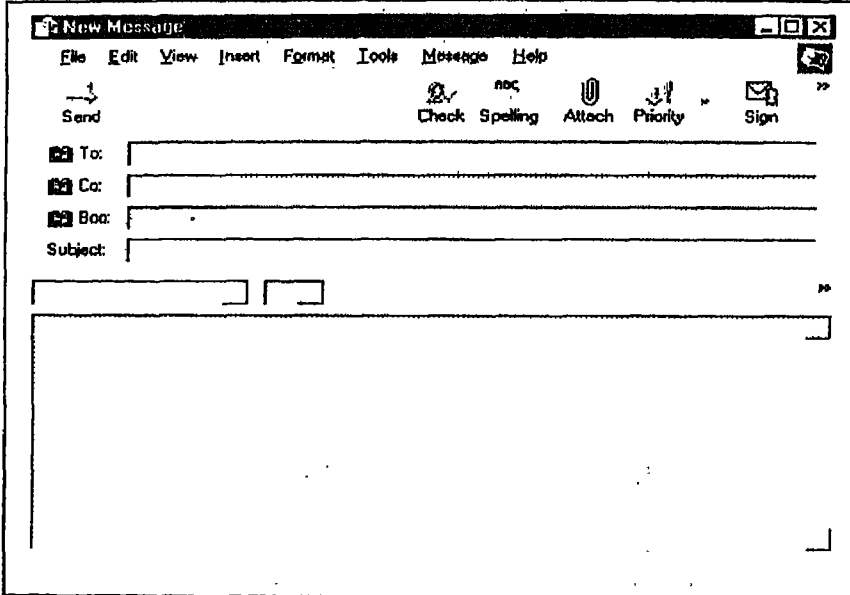 New Message
File Edit View Insert Format Tools Message Help
Send Check ABC Spelling Attach Priority » Sign »
To:
Cc:
Bcc:
Subject:
»